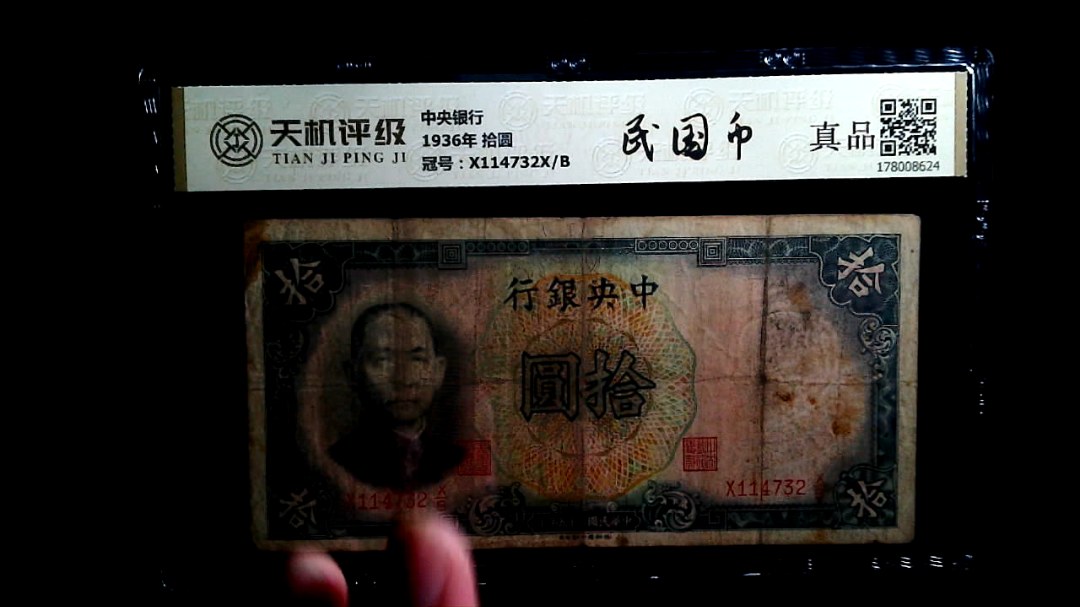 天机评级
TIAN JI PING JI
中央银行
1936年 拾圆
冠号：X114732X/B
民国币
真品
178008624
拾
拾
行銀央中
圓拾
X114732
X114732
拾
拾